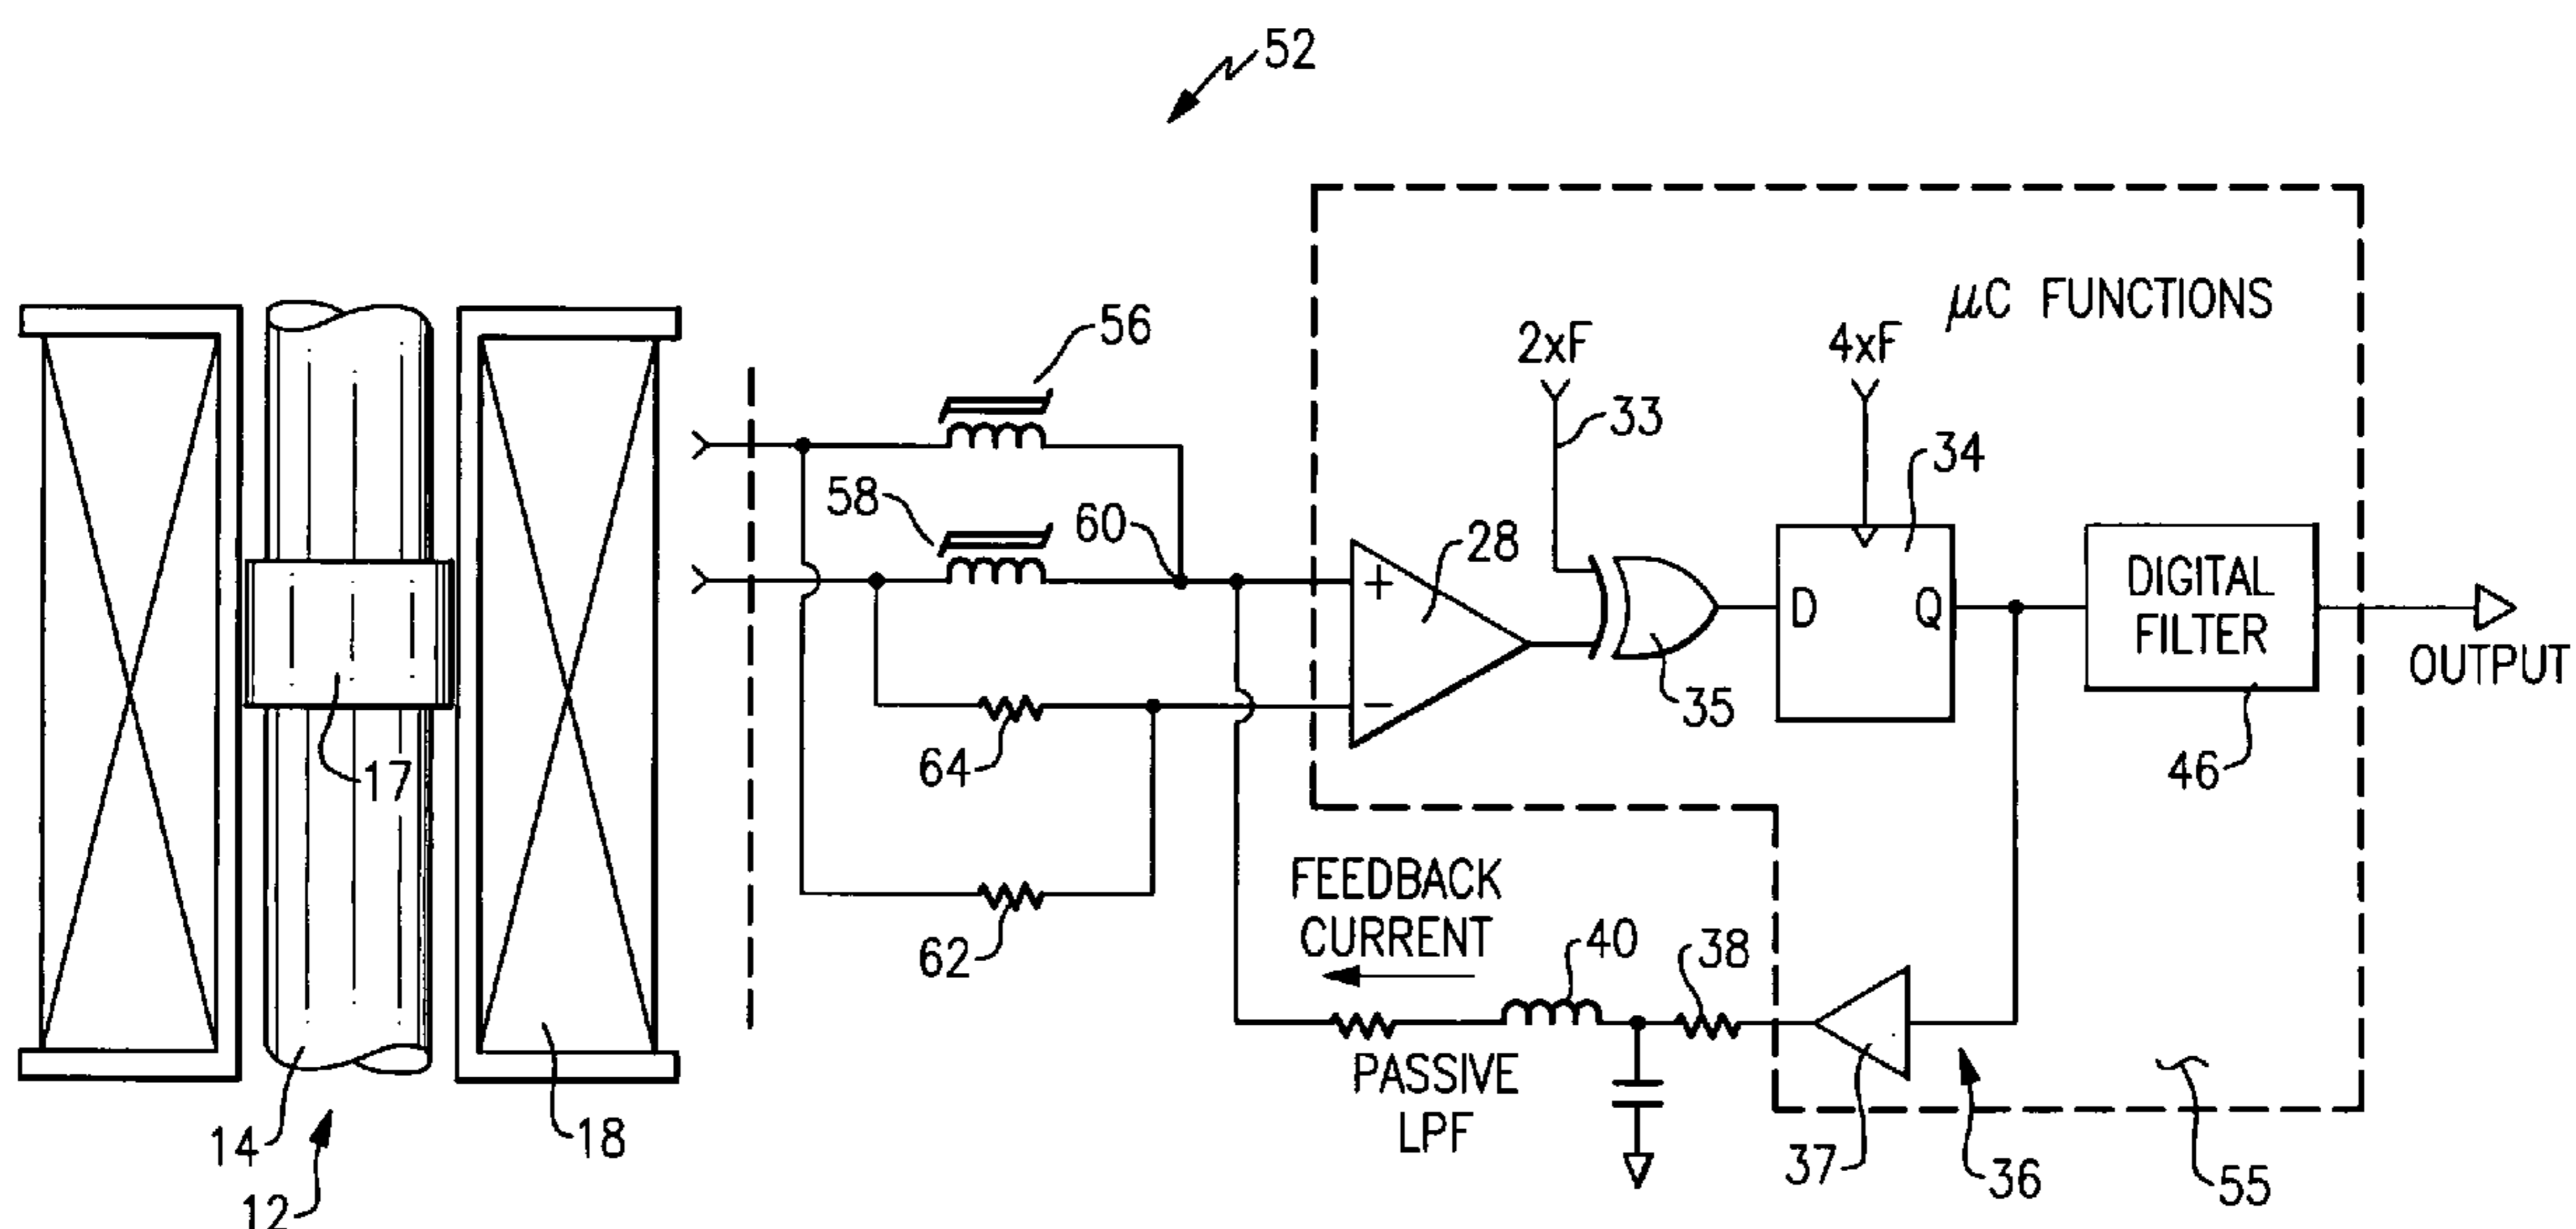 52
μC FUNCTIONS
56
2xF
4xF
33
34
58
60
28
+
−
D
Q
DIGITAL
FILTER
OUTPUT
35
46
64
17
62
FEEDBACK
CURRENT
40
38
PASSIVE
LPF
14
18
12
37
36
55